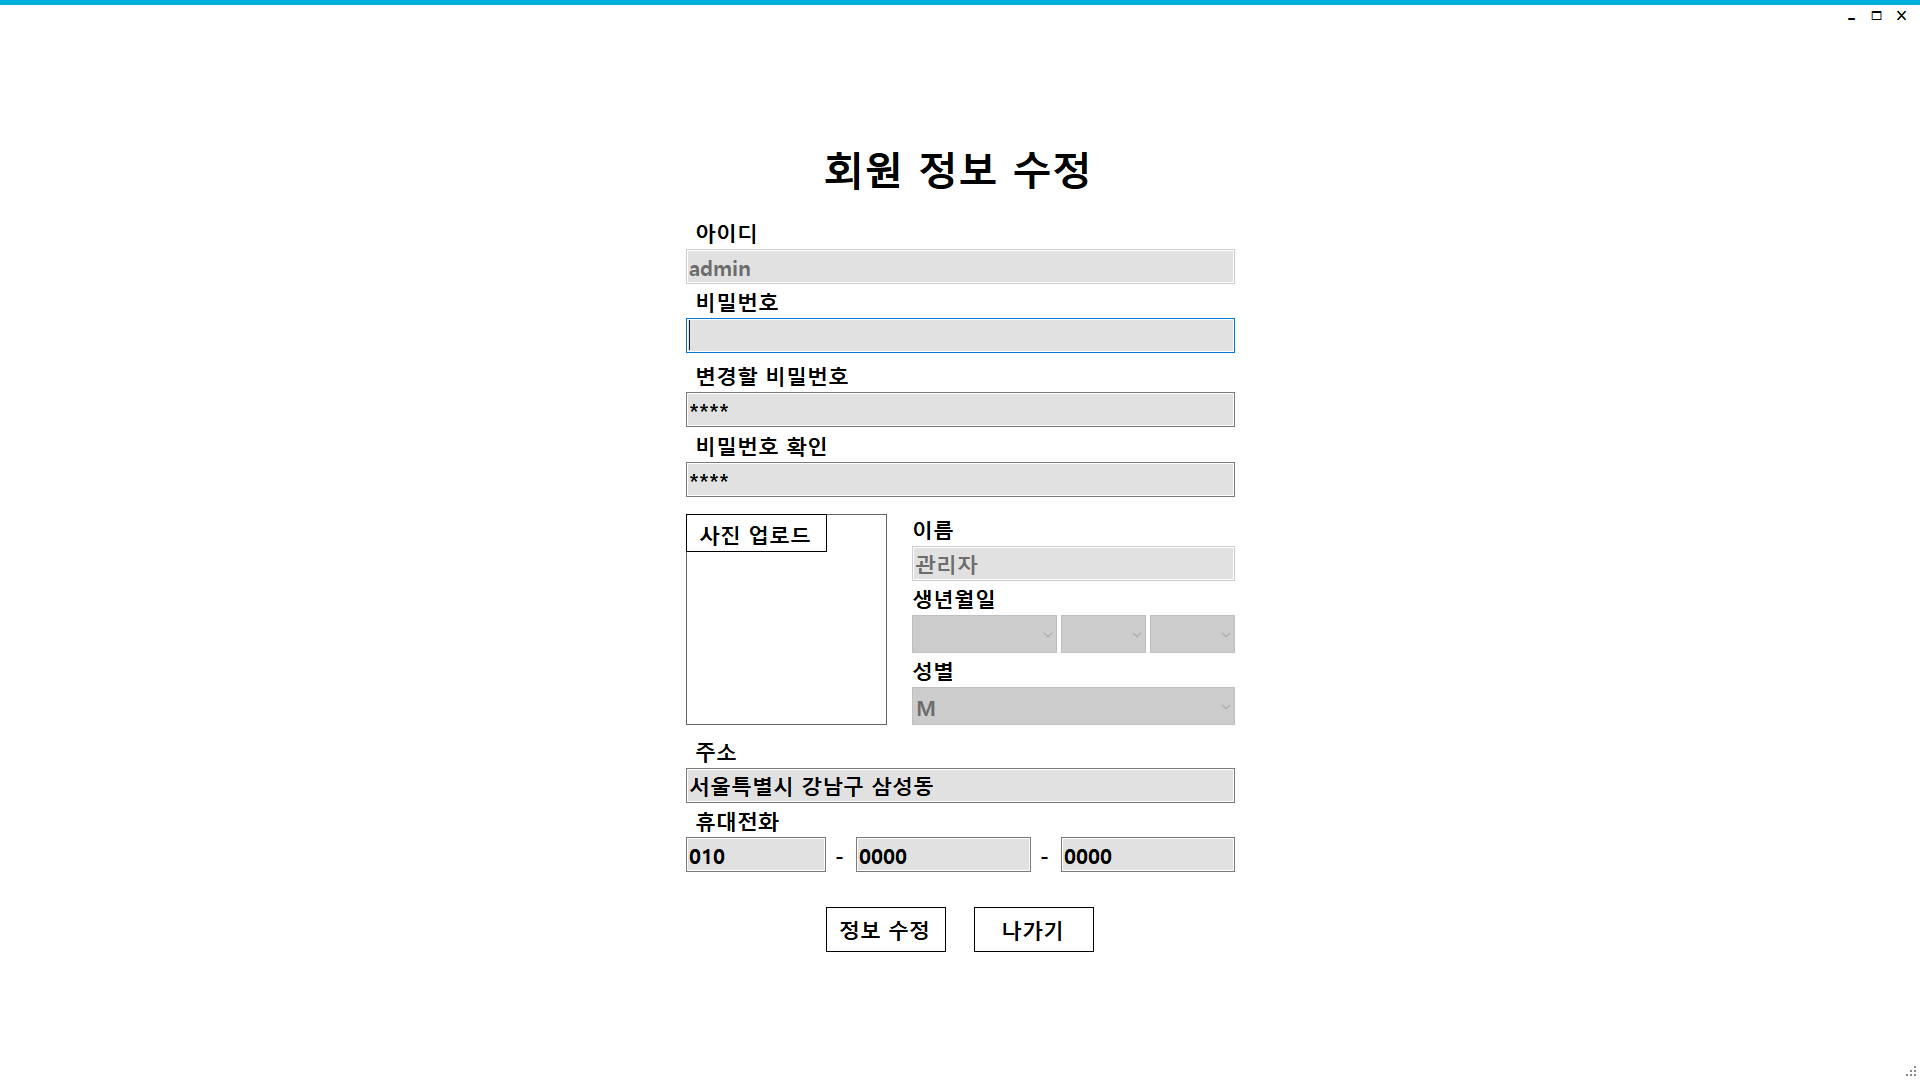 회원 정보 수정
아이디
admin
비밀번호
변경할 비밀번호
****
비밀번호 확인
****
사진 업로드
이름
관리자
생년월일
성별
M
주소
서울특별시 강남구 삼성동
휴대전화
010 - 0000 - 0000
정보 수정 나가기